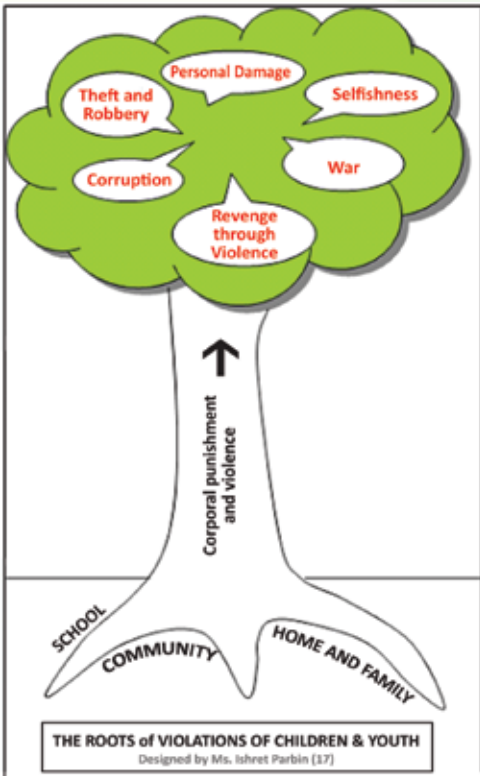 Personal Damage
Theft and
Robbery
Selfishness
Corruption
War
Revenge
through
Violence
Corporal punishment
and violence
SCHOOL
COMMUNITY
HOME AND FAMILY
THE ROOTS of VIOLATIONS OF CHILDREN & YOUTH
Designed by Ms. Ishret Parbin (17)